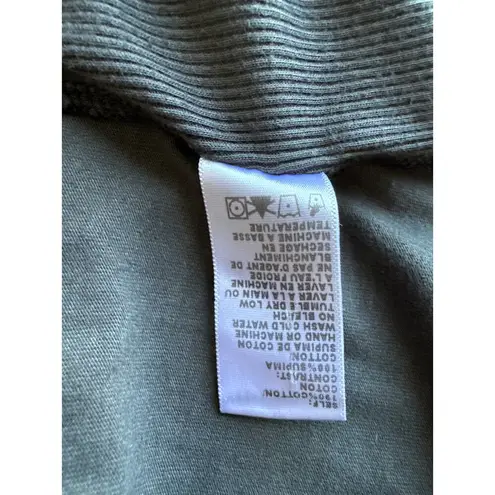 SELF:
100%COTTON/
COTON
CONTRAST:
100%SUPIMA
COTTON/
SUPIMA DE COTON
HAND OR MACHINE
WASH COLD WATER
NO BLEACH
TUMBLE DRY LOW
LAVER À LA MAIN OU
LAVER EN MACHINE
A L'EAU FROIDE
NE PAS D'AGENT DE
BLANCHIMENT
SECHAGE EN
MACHINE A BASSE
TEMPERATURE